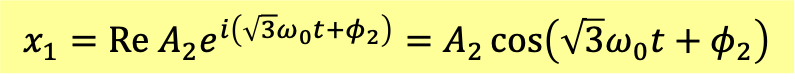 x₁ = Re A₂e^{i(√3ω₀t+ϕ₂)} = A₂ cos(√3ω₀t + ϕ₂)